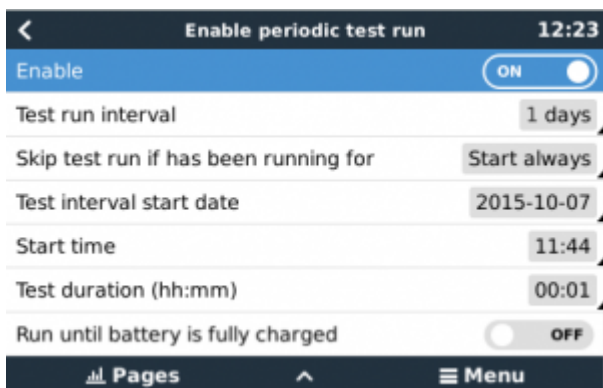 Enable periodic test run 12:23
Enable ON
Test run interval 1 days
Skip test run if has been running for Start always
Test interval start date 2015-10-07
Start time 11:44
Test duration (hh:mm) 00:01
Run until battery is fully charged OFF
Pages Menu